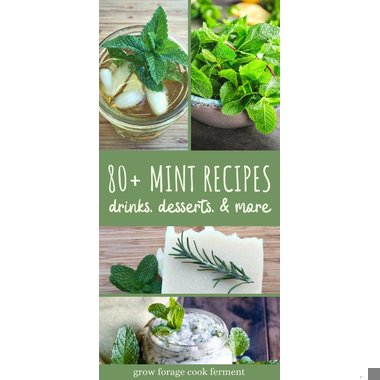 80+ MINT RECIPES
drinks, desserts, & more
grow forage cook ferment